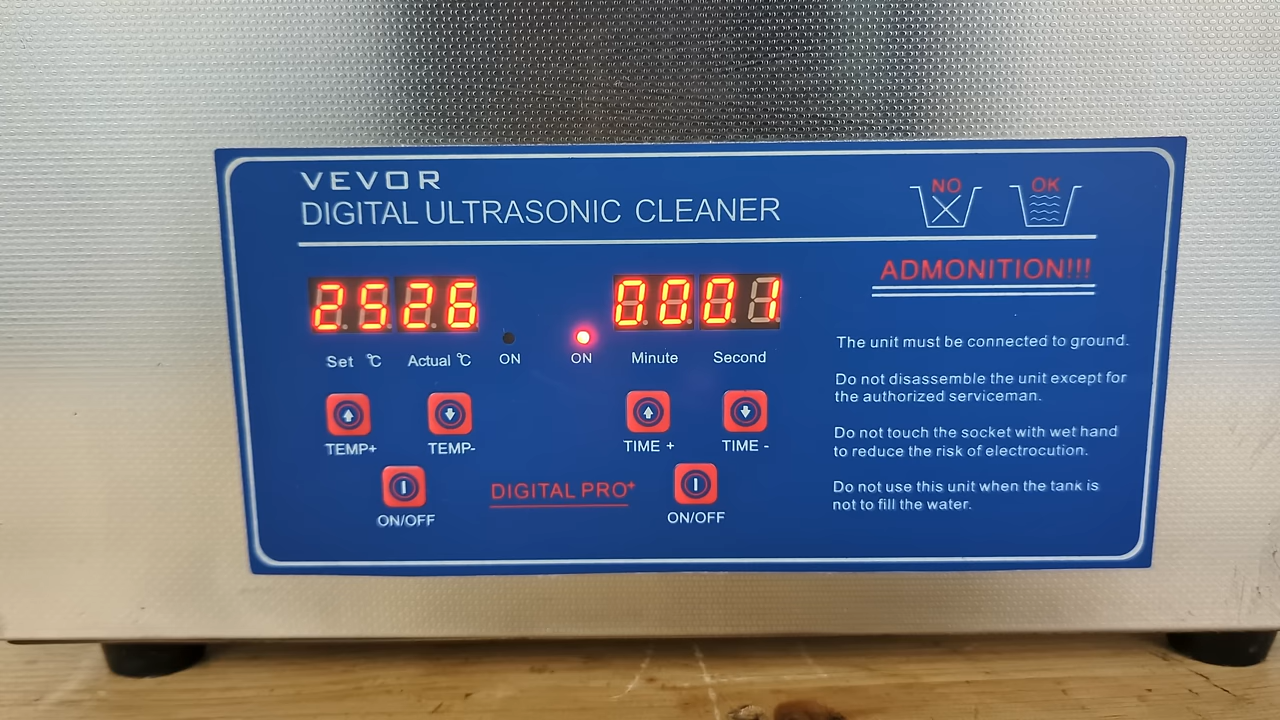 VEVOR
DIGITAL ULTRASONIC CLEANER
NO OK
ADMONITION!!!
2526 0001
Set ℃ Actual ℃ ON ON Minute Second
TEMP+ TEMP- TIME + TIME -
ON/OFF DIGITAL PRO+ ON/OFF
The unit must be connected to ground.
Do not disassemble the unit except for
the authorized serviceman.
Do not touch the socket with wet hand
to reduce the risk of electrocution.
Do not use this unit when the tank is
not to fill the water.